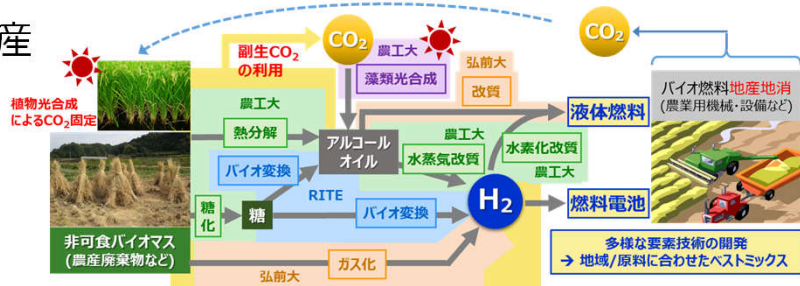 産
植物光合成
によるCO2固定
副生CO2
の利用
CO2
農工大
藻類光合成
弘前大
改質
CO2
バイオ燃料地産地消
(農業用機械・設備など)
農工大
熱分解
アルコール
オイル
農工大
水蒸気改質
液体燃料
水素化改質
農工大
バイオ変換
RITE
糖化
糖
バイオ変換
H2
燃料電池
非可食バイオマス
(農産廃棄物など)
弘前大
ガス化
多様な要素技術の開発
→ 地域/原料に合わせたベストミックス